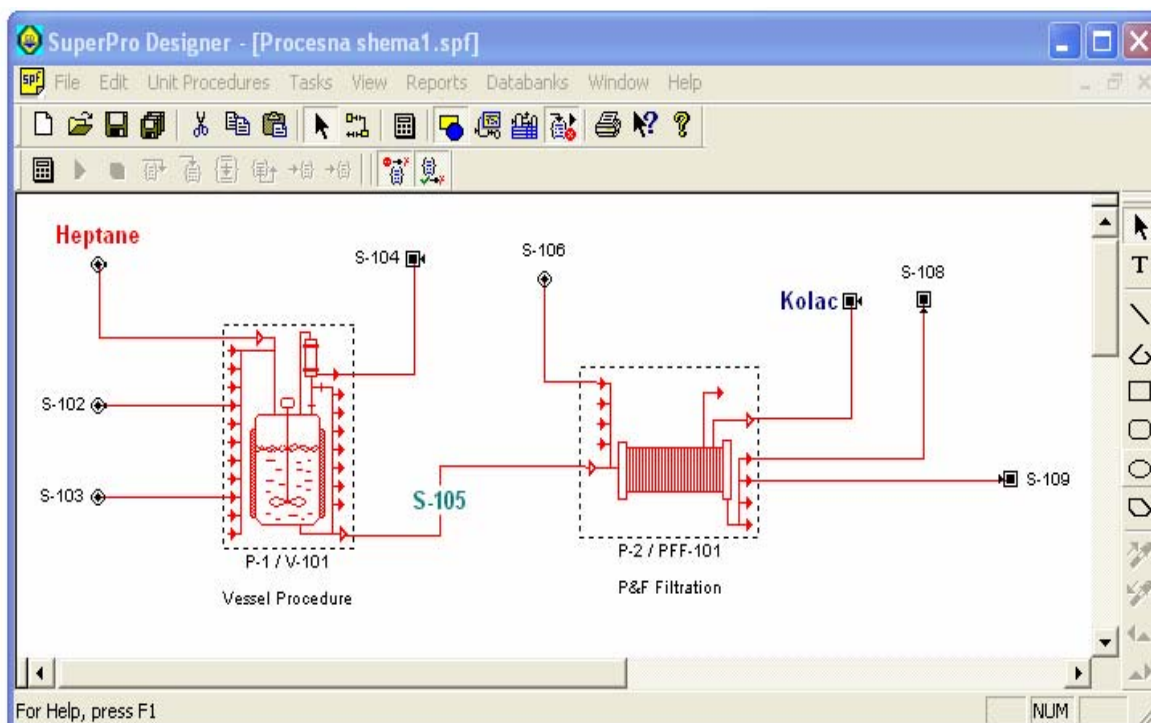 SuperPro Designer - [Procesna shema1.spf]
spf File Edit Unit Procedures Tasks View Reports Databanks Window Help
Heptane
S-104
S-106
S-108
Kolac
S-102
S-103
S-105
S-109
P-1 / V-101
Vessel Procedure
P-2 / PFF-101
P&F Filtration
T
For Help, press F1
NUM